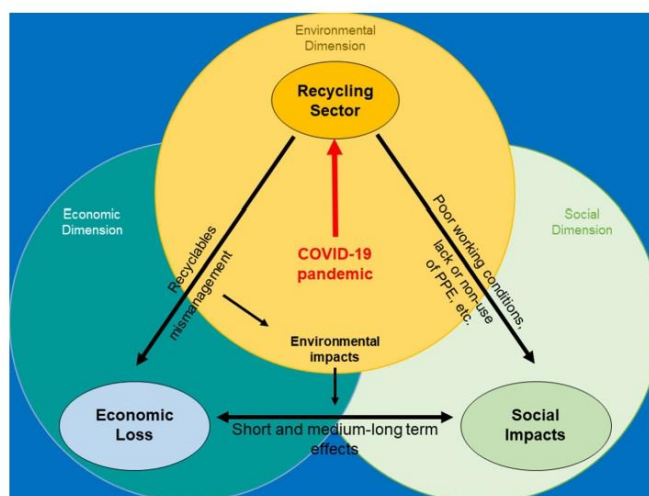 Environmental
Dimension
Recycling
Sector
Economic
Dimension
Social
Dimension
Recyclables
mismanagement
COVID-19
pandemic
Poor working conditions,
lack or non-use
of PPE, etc.
Environmental
impacts
Economic
Loss
Short and medium-long term
effects
Social
Impacts